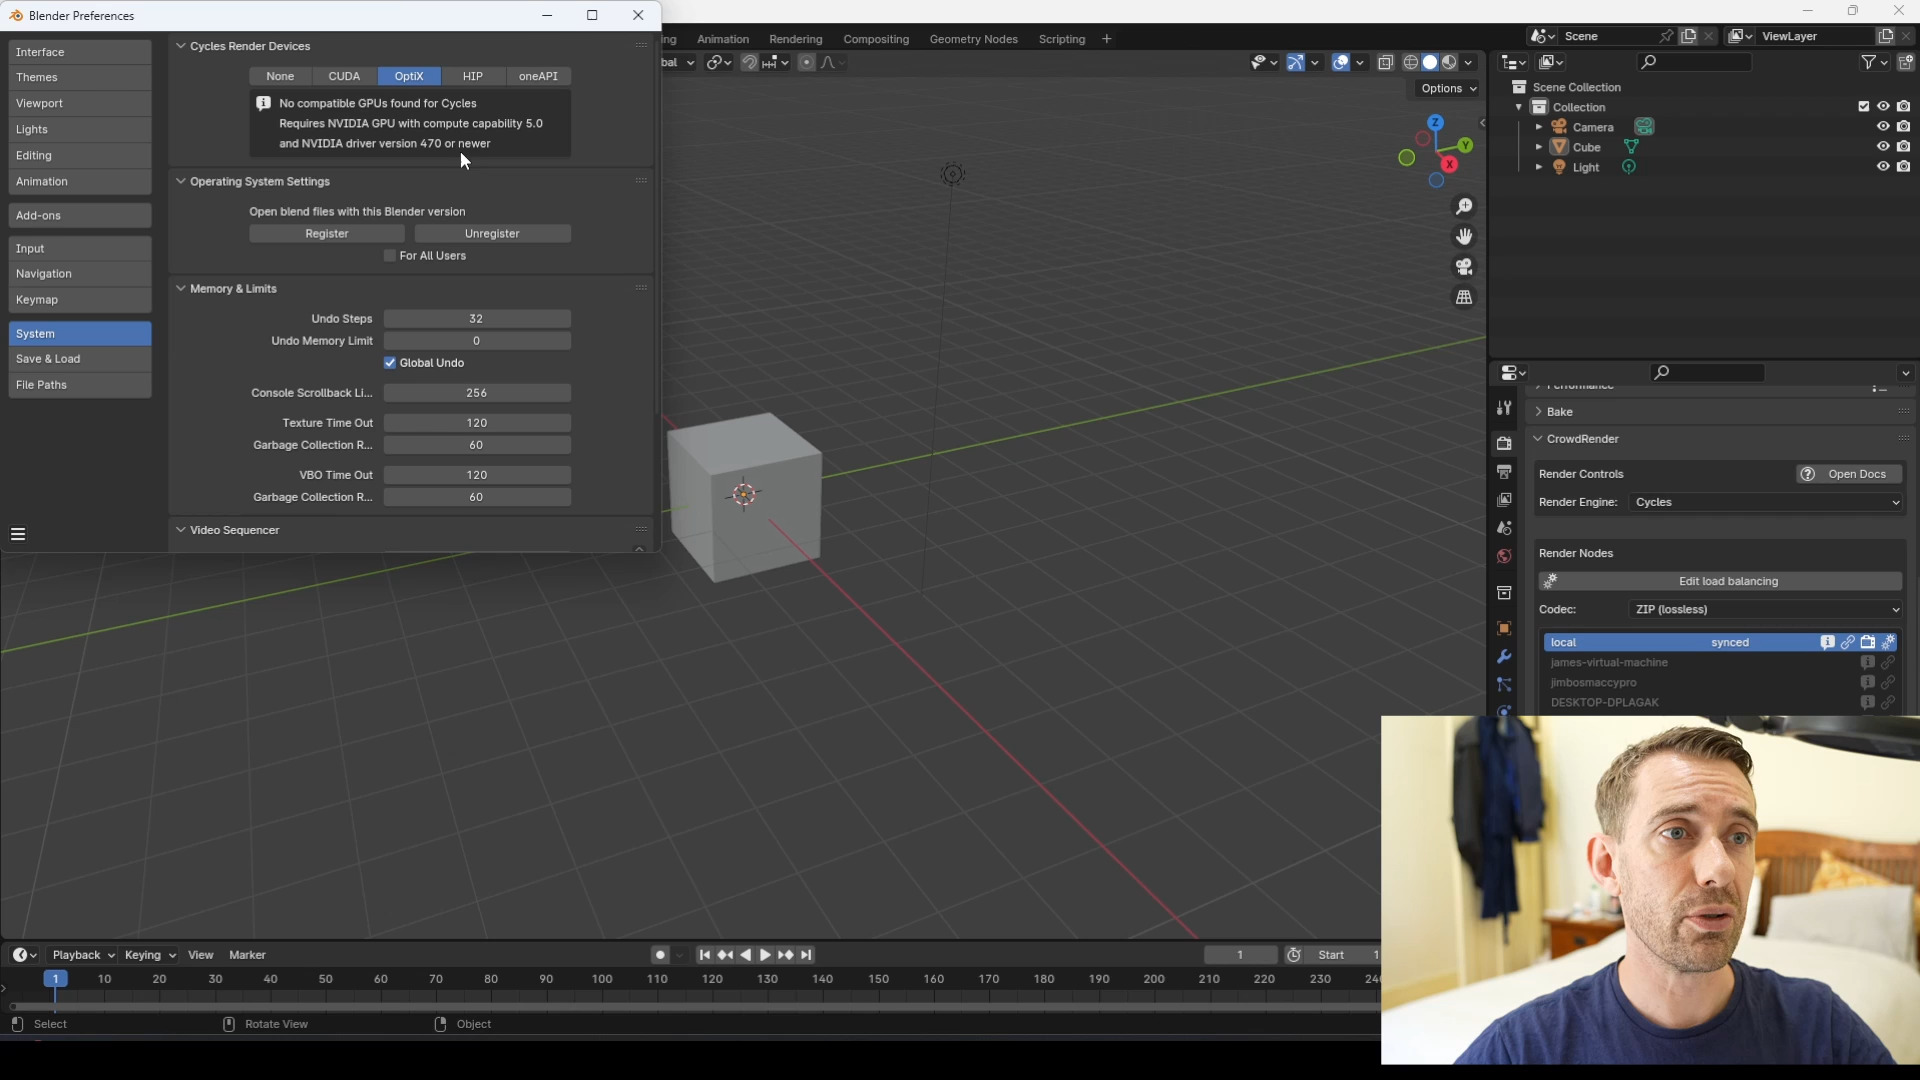 Blender Preferences
Interface
Themes
Viewport
Lights
Editing
Animation
Add-ons
Input
Navigation
Keymap
System
Save & Load
File Paths
Cycles Render Devices
None CUDA OptiX HIP oneAPI
No compatible GPUs found for Cycles
Requires NVIDIA GPU with compute capability 5.0
and NVIDIA driver version 470 or newer
Operating System Settings
Open blend files with this Blender version
Register Unregister
For All Users
Memory & Limits
Undo Steps 32
Undo Memory Limit 0
Global Undo
Console Scrollback Li... 256
Texture Time Out 120
Garbage Collection R... 60
VBO Time Out 120
Garbage Collection R... 60
Video Sequencer
Animation Rendering Compositing Geometry Nodes Scripting
Scene ViewLayer
Options
Z
Y
X
Scene Collection
Collection
Camera
Cube
Light
Bake
CrowdRender
Render Controls Open Docs
Render Engine: Cycles
Render Nodes
Edit load balancing
Codec: ZIP (lossless)
local synced
james-virtual-machine
jimbosmaccypro
DESKTOP-DPLAGAK
Playback Keying View Marker
1 Start 1
1 10 20 30 40 50 60 70 80 90 100 110 120 130 140 150 160 170 180 190 200 210 220 230
Select Rotate View Object